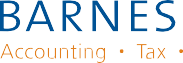 BARNES
Accounting • Tax •